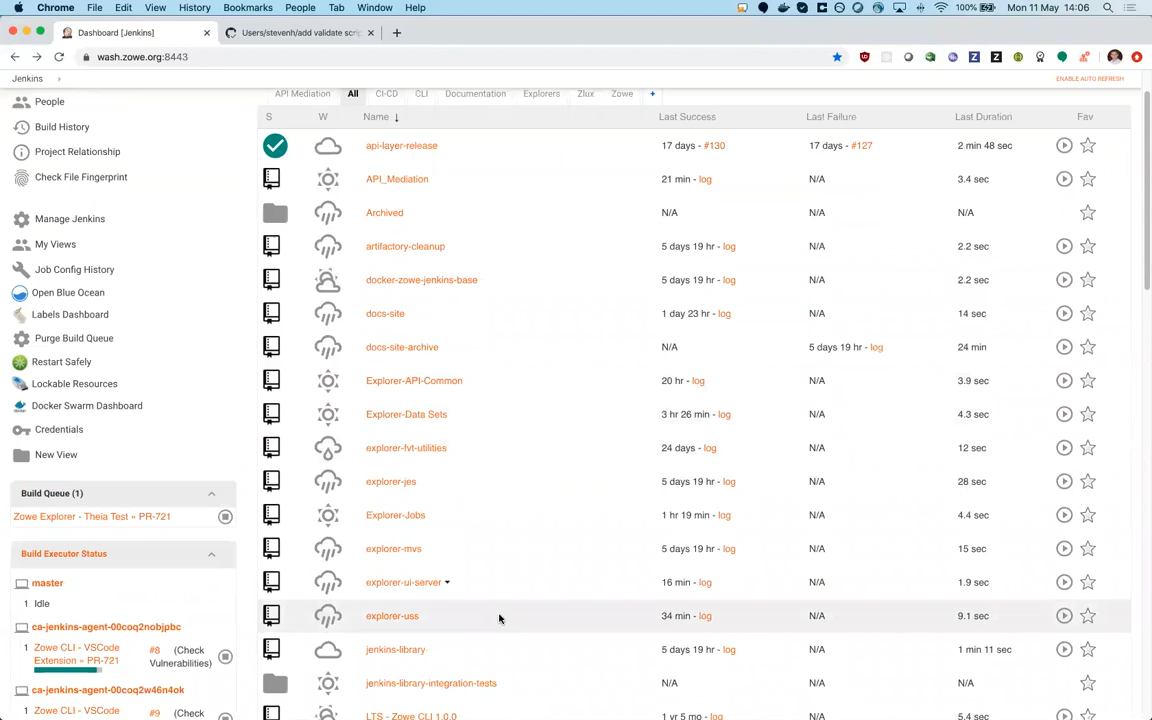 Chrome File Edit View History Bookmarks People Tab Window Help 100% Mon 11 May 14:06
Dashboard [Jenkins] Users/stevenh/add validate scrip
wash.zowe.org:8443
Jenkins ENABLE AUTO REFRESH
People
Build History
Project Relationship
Check File Fingerprint
Manage Jenkins
My Views
Job Config History
Open Blue Ocean
Labels Dashboard
Purge Build Queue
Restart Safely
Lockable Resources
Docker Swarm Dashboard
Credentials
New View
Build Queue (1)
Zowe Explorer - Theia Test » PR-721
Build Executor Status
master
1 Idle
ca-jenkins-agent-00coq2nobjpbc
1 Zowe CLI - VSCode #8 (Check
Extension » PR-721 Vulnerabilities)
ca-jenkins-agent-00coq2w46n4ok
1 Zowe CLI - VSCode #9 (Check
API Mediation All CI-CD CLI Documentation Explorers Zlux Zowe +
S W Name ↓ Last Success Last Failure Last Duration Fav
api-layer-release 17 days - #130 17 days - #127 2 min 48 sec
API_Mediation 21 min - log N/A 3.4 sec
Archived N/A N/A N/A
artifactory-cleanup 5 days 19 hr - log N/A 2.2 sec
docker-zowe-jenkins-base 5 days 19 hr - log N/A 2.2 sec
docs-site 1 day 23 hr - log N/A 14 sec
docs-site-archive N/A 5 days 19 hr - log 24 min
Explorer-API-Common 20 hr - log N/A 3.9 sec
Explorer-Data Sets 3 hr 26 min - log N/A 4.3 sec
explorer-fvt-utilities 24 days - log N/A 12 sec
explorer-jes 5 days 19 hr - log N/A 28 sec
Explorer-Jobs 1 hr 19 min - log N/A 4.4 sec
explorer-mvs 5 days 19 hr - log N/A 15 sec
explorer-ui-server 16 min - log N/A 1.9 sec
explorer-uss 34 min - log N/A 9.1 sec
jenkins-library 5 days 19 hr - log N/A 1 min 11 sec
jenkins-library-integration-tests N/A N/A N/A
LTS - Zowe CLI 1.0.0 1 yr 5 mo - log N/A 5.4 sec